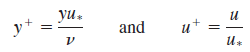 y⁺ = yu*/ν and u⁺ = u/u*